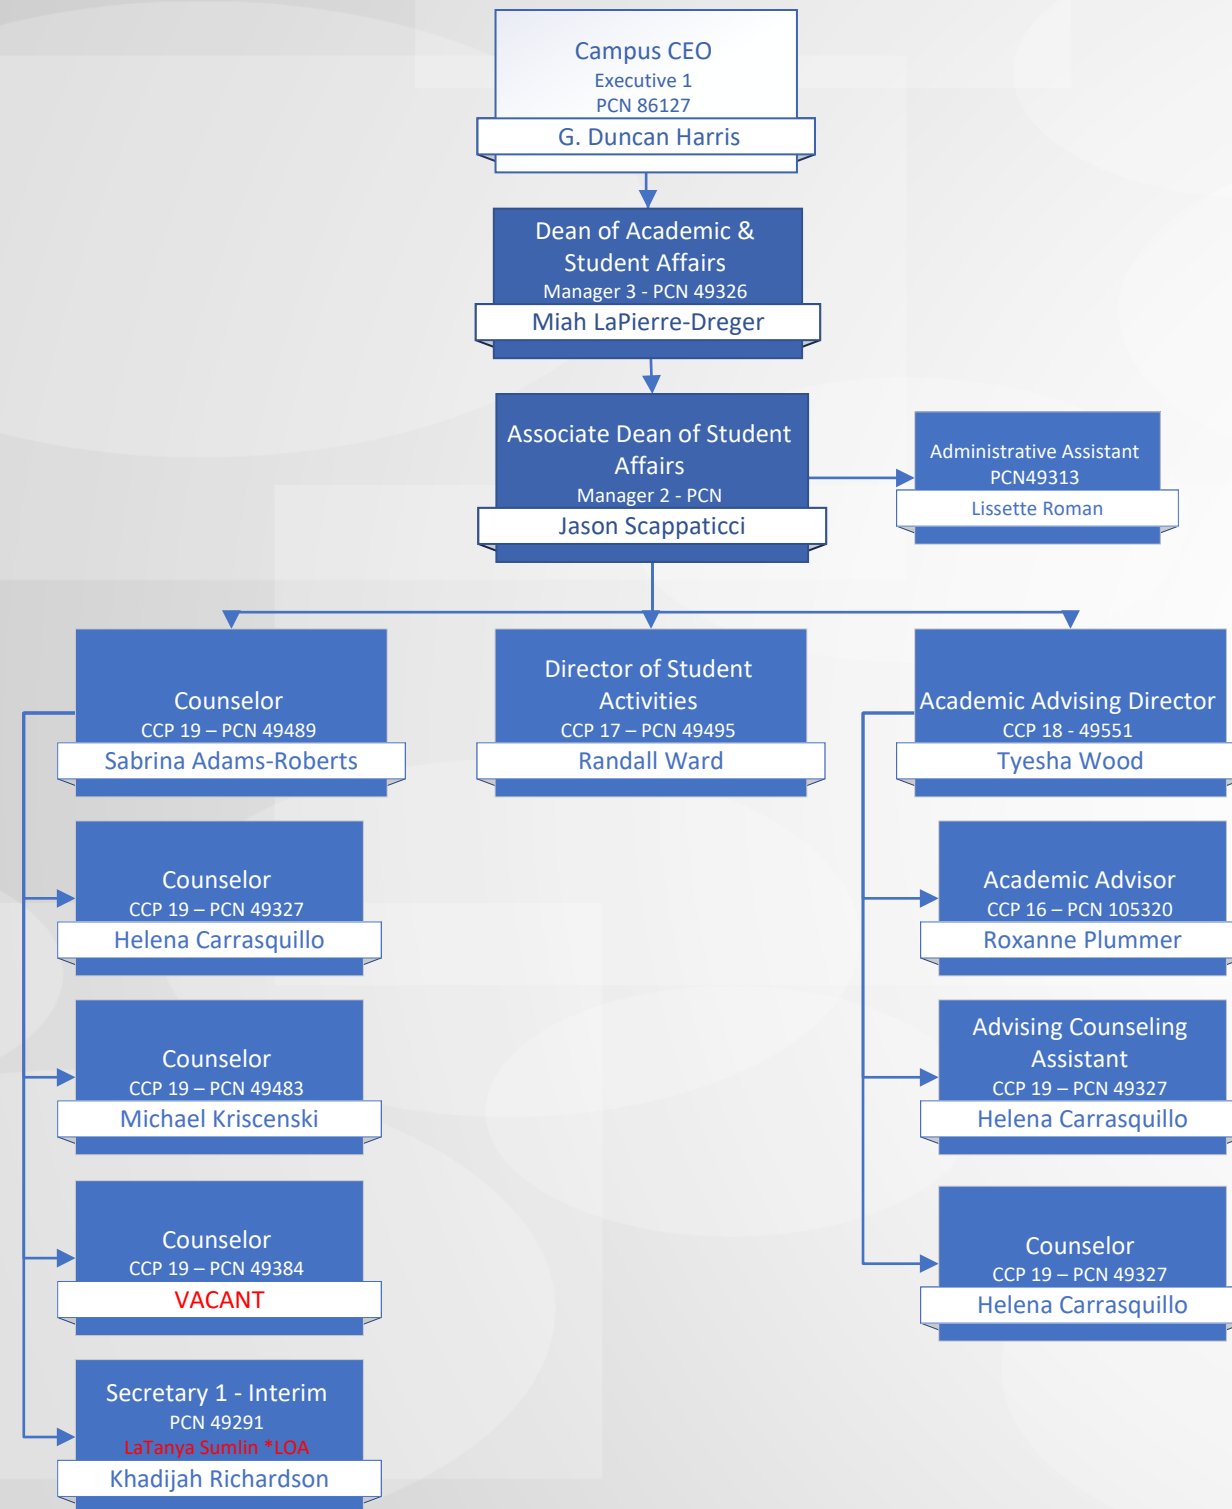 Campus CEO
Executive 1
PCN 86127
G. Duncan Harris
Dean of Academic &
Student Affairs
Manager 3 - PCN 49326
Miah LaPierre-Dreger
Associate Dean of Student
Affairs
Manager 2 - PCN
Jason Scappaticci
Administrative Assistant
PCN49313
Lissette Roman
Counselor
CCP 19 – PCN 49489
Sabrina Adams-Roberts
Director of Student
Activities
CCP 17 – PCN 49495
Randall Ward
Academic Advising Director
CCP 18 - 49551
Tyesha Wood
Counselor
CCP 19 – PCN 49327
Helena Carrasquillo
Academic Advisor
CCP 16 – PCN 105320
Roxanne Plummer
Counselor
CCP 19 – PCN 49483
Michael Kriscenski
Advising Counseling
Assistant
CCP 19 – PCN 49327
Helena Carrasquillo
Counselor
CCP 19 – PCN 49384
VACANT
Counselor
CCP 19 – PCN 49327
Helena Carrasquillo
Secretary 1 - Interim
PCN 49291
LaTanya Sumlin *LOA
Khadijah Richardson